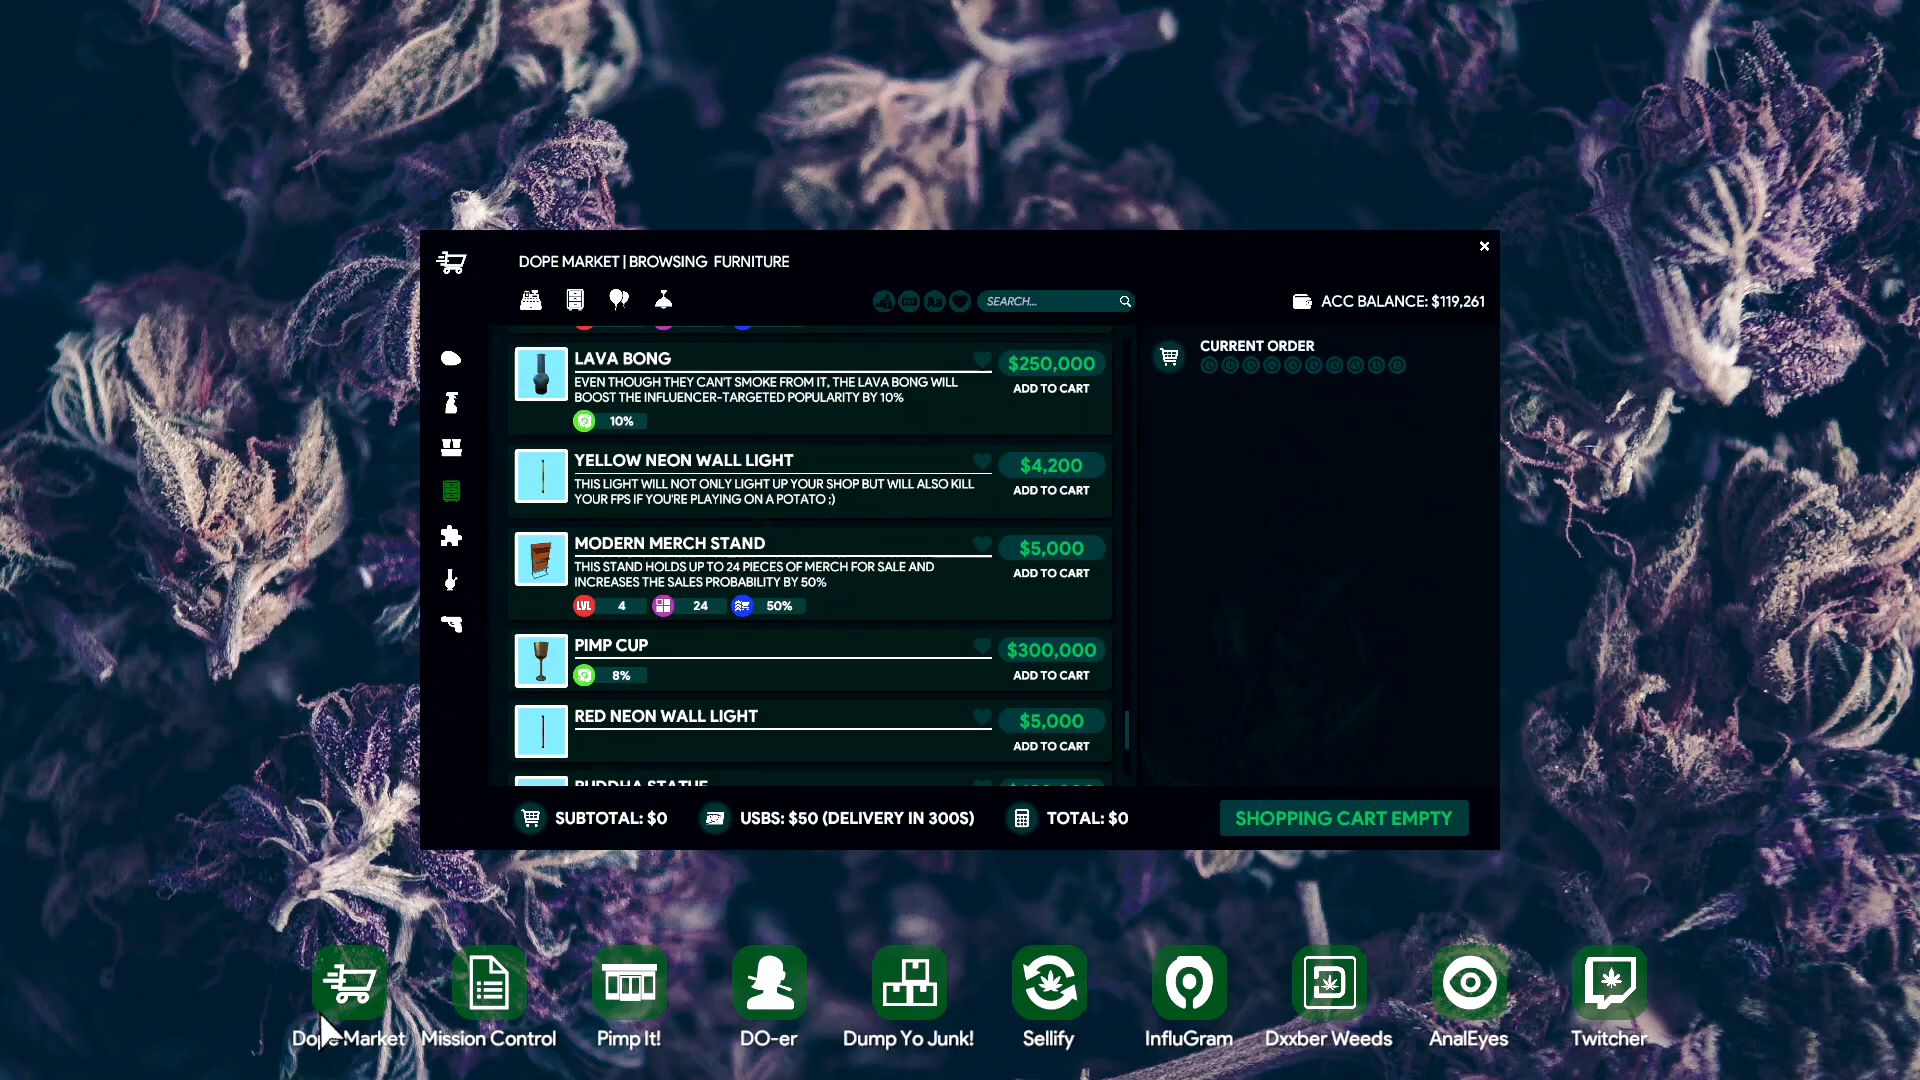 DOPE MARKET | BROWSING FURNITURE
SEARCH...
ACC BALANCE: $119,261
LAVA BONG
$250,000
EVEN THOUGH THEY CAN'T SMOKE FROM IT, THE LAVA BONG WILL
BOOST THE INFLUENCER-TARGETED POPULARITY BY 10%
ADD TO CART
10%
YELLOW NEON WALL LIGHT
$4,200
THIS LIGHT WILL NOT ONLY LIGHT UP YOUR SHOP BUT WILL ALSO KILL
YOUR FPS IF YOU'RE PLAYING ON A POTATO ;)
ADD TO CART
MODERN MERCH STAND
$5,000
THIS STAND HOLDS UP TO 24 PIECES OF MERCH FOR SALE AND
INCREASES THE SALES PROBABILITY BY 50%
ADD TO CART
LVL 4 24 50%
PIMP CUP
$300,000
ADD TO CART
8%
RED NEON WALL LIGHT
$5,000
ADD TO CART
BUDDHA STATUE
CURRENT ORDER
SUBTOTAL: $0
USBS: $50 (DELIVERY IN 300S)
TOTAL: $0
SHOPPING CART EMPTY
Dope Market
Mission Control
Pimp It!
DO-er
Dump Yo Junk!
Sellify
InfluGram
Dxxber Weeds
AnalEyes
Twitcher